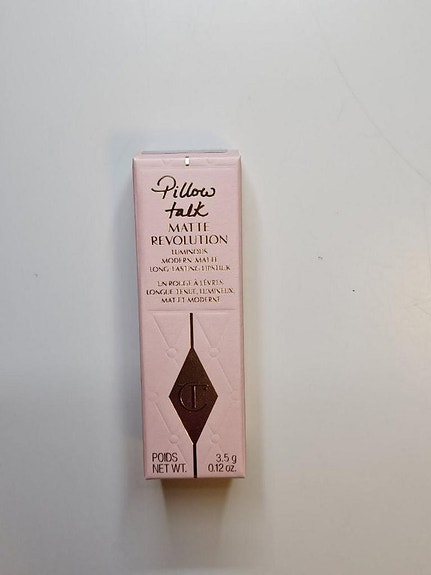 Pillow
talk
MATTE
REVOLUTION
LUMINOUS
MODERN-MATTE
LONG LASTING LIPSTICK
UN ROUGE À LÈVRES
LONGUE TENUE, LUMINEUX,
MAT ET MODERNE
CT
POIDS 3.5 g
NET WT. 0.12 oz.